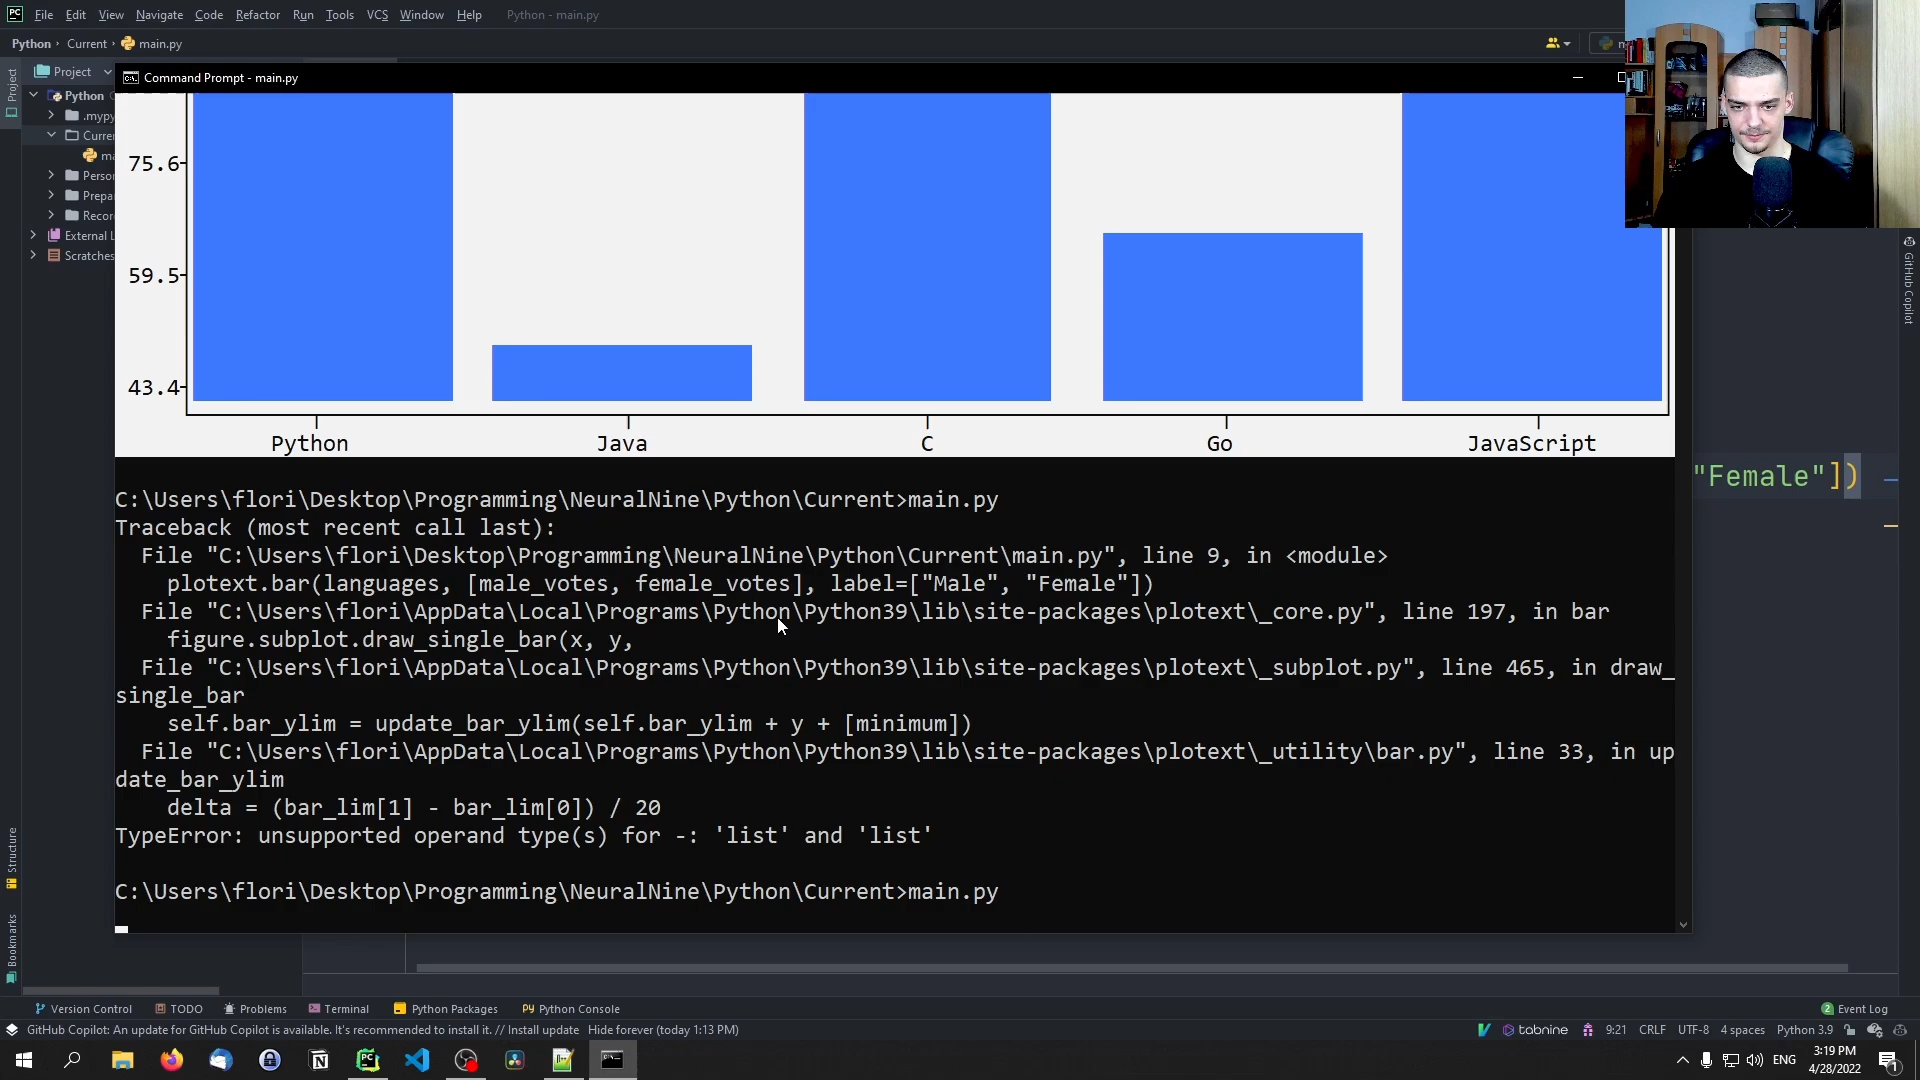 PC File Edit View Navigate Code Refactor Run Tools VCS Window Help Python - main.py
Python › Current › main.py
Project
Project
Command Prompt - main.py
Python
.mypy
Curre
ma
Person
Prepa
Record
External L
Scratches
75.6
59.5
43.4
Python Java C Go JavaScript
C:\Users\flori\Desktop\Programming\NeuralNine\Python\Current>main.py
Traceback (most recent call last):
File "C:\Users\flori\Desktop\Programming\NeuralNine\Python\Current\main.py", line 9, in <module>
plotext.bar(languages, [male_votes, female_votes], label=["Male", "Female"])
File "C:\Users\flori\AppData\Local\Programs\Python\Python39\lib\site-packages\plotext\_core.py", line 197, in bar
figure.subplot.draw_single_bar(x, y,
File "C:\Users\flori\AppData\Local\Programs\Python\Python39\lib\site-packages\plotext\_subplot.py", line 465, in draw_
single_bar
self.bar_ylim = update_bar_ylim(self.bar_ylim + y + [minimum])
File "C:\Users\flori\AppData\Local\Programs\Python\Python39\lib\site-packages\plotext\_utility\bar.py", line 33, in up
date_bar_ylim
delta = (bar_lim[1] - bar_lim[0]) / 20
TypeError: unsupported operand type(s) for -: 'list' and 'list'
C:\Users\flori\Desktop\Programming\NeuralNine\Python\Current>main.py
"Female"])
GitHub Copilot
Structure
Bookmarks
Version Control TODO Problems Terminal Python Packages Python Console 2 Event Log
GitHub Copilot: An update for GitHub Copilot is available. It's recommended to install it. // Install update Hide forever (today 1:13 PM) tabnine 9:21 CRLF UTF-8 4 spaces Python 3.9
ENG 3:19 PM
4/28/2022 1